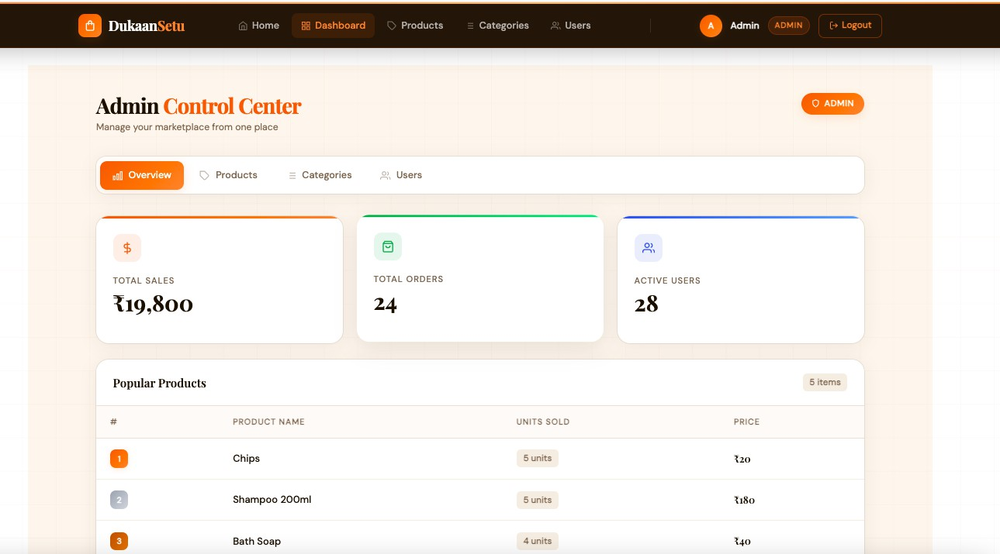 DukaanSetu Home Dashboard Products Categories Users A Admin ADMIN Logout
Admin Control Center
ADMIN
Manage your marketplace from one place
Overview Products Categories Users
TOTAL SALES
₹19,800
TOTAL ORDERS
24
ACTIVE USERS
28
Popular Products 5 items
# PRODUCT NAME UNITS SOLD PRICE
1 Chips 5 units ₹20
2 Shampoo 200ml 5 units ₹180
3 Bath Soap 4 units ₹40